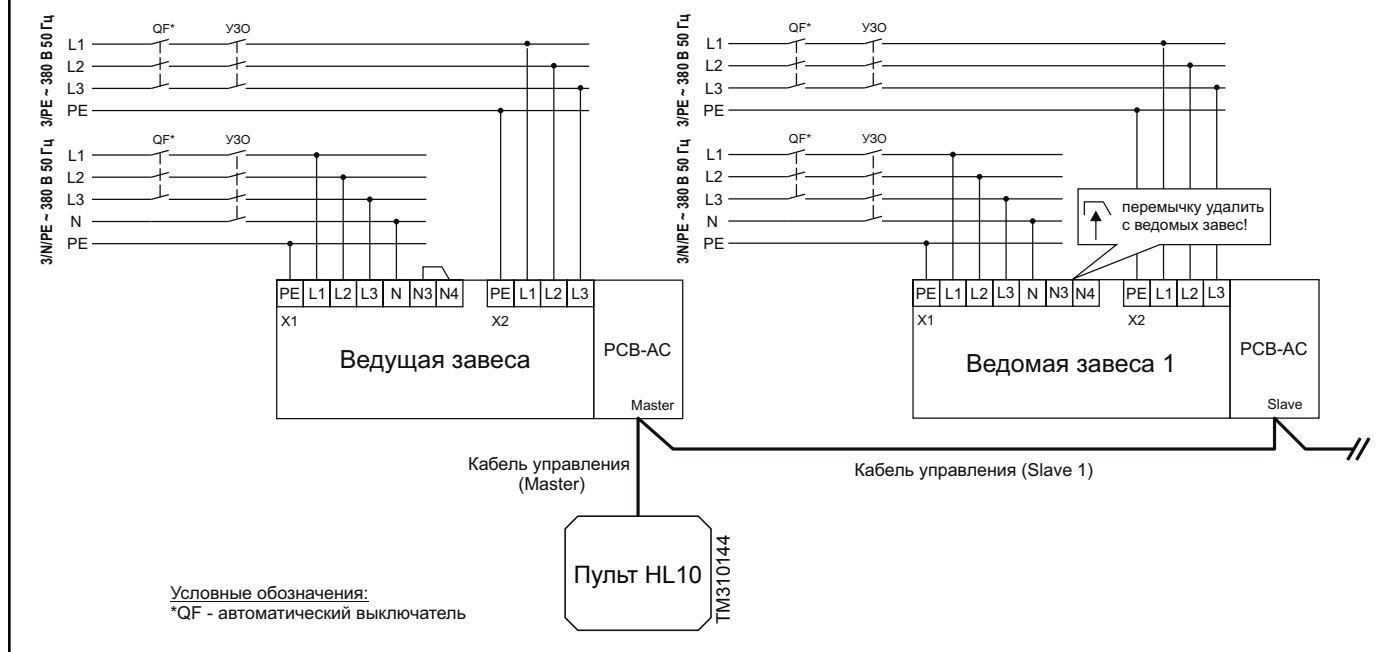 3/PE ~ 380 В 50 Гц
QF*
УЗО
L1
L2
L3
PE
3/N/PE ~ 380 В 50 Гц
QF*
УЗО
L1
L2
L3
N
PE
PE L1 L2 L3 N N3 N4
PE L1 L2 L3
X1
X2
Ведущая завеса
PCB-AC
Master
3/PE ~ 380 В 50 Гц
QF*
УЗО
L1
L2
L3
PE
3/N/PE ~ 380 В 50 Гц
QF*
УЗО
L1
L2
L3
N
PE
перемычку удалить
с ведомых завес!
PE L1 L2 L3 N N3 N4
PE L1 L2 L3
X1
X2
Ведомая завеса 1
PCB-AC
Slave
Кабель управления
(Master)
Кабель управления (Slave 1)
Пульт HL10
TM310144
Условные обозначения:
*QF - автоматический выключатель